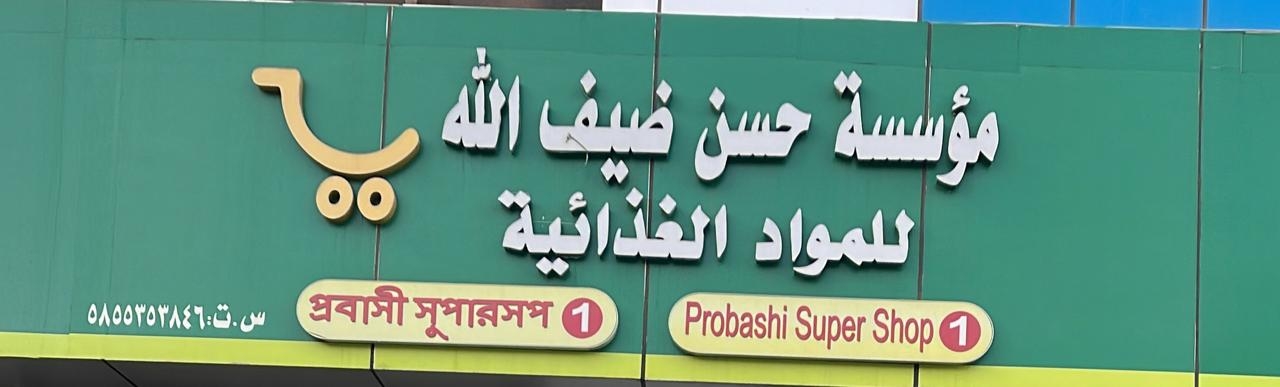 مؤسسة حسن ضيف الله
للمواد الغذائية
س.ت:٥٨٥٥٣٥٣٨٤٦
প্রবাসী সুপারসপ 1
Probashi Super Shop 1